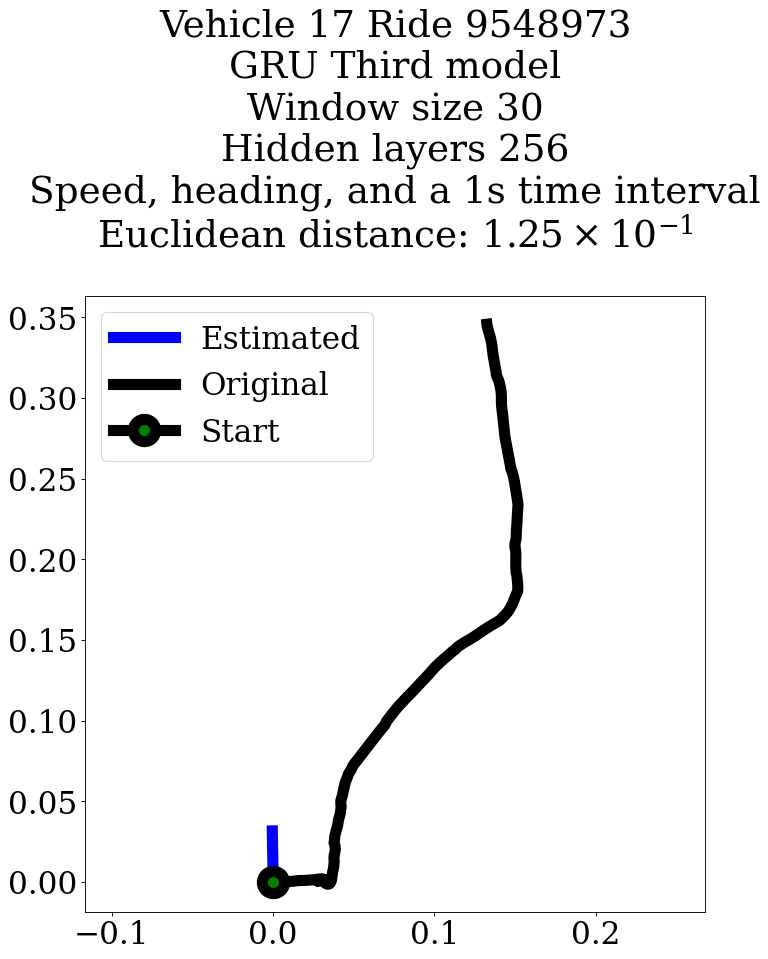 Vehicle 17 Ride 9548973
GRU Third model
Window size 30
Hidden layers 256
Speed, heading, and a 1s time interval
Euclidean distance: 1.25 × 10⁻¹
0.35
0.30
0.25
0.20
0.15
0.10
0.05
0.00
Estimated
Original
Start
−0.1
0.0
0.1
0.2